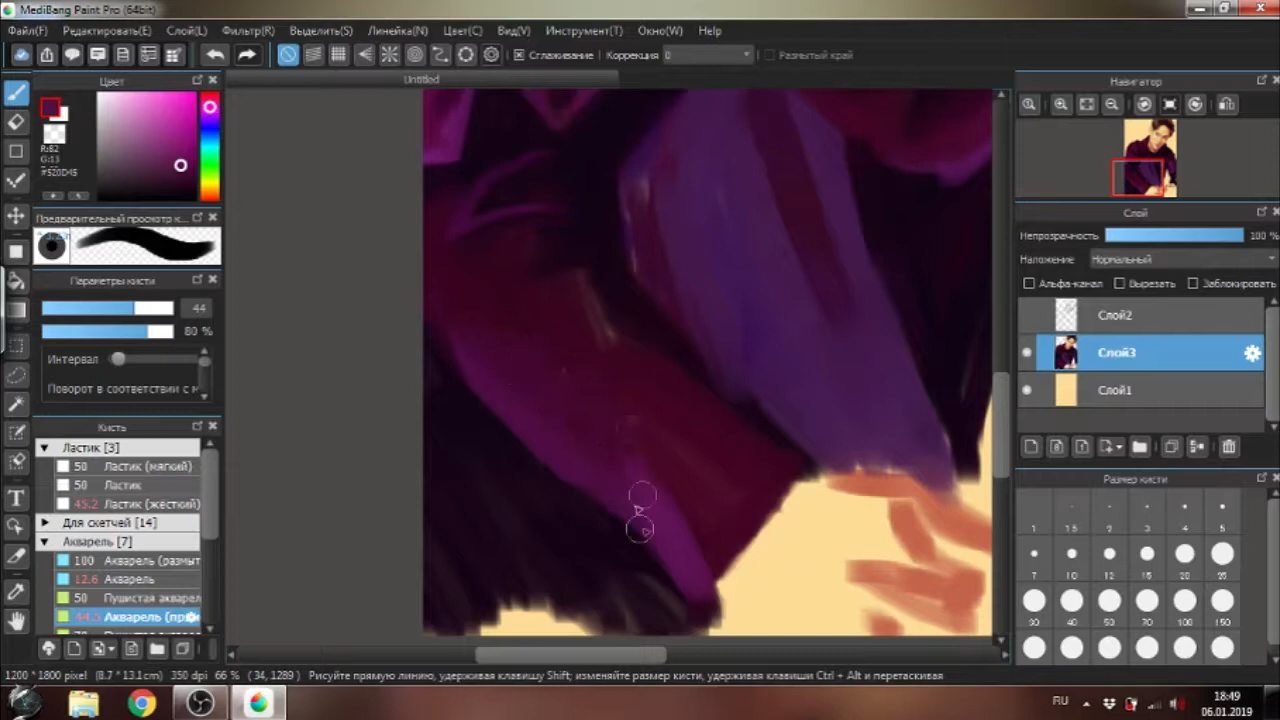 MediBang Paint Pro (64bit)
Файл(F) Редактировать(E) Слой(L) Фильтр(R) Выделить(S) Линейка(N) Цвет(C) Вид(V) Инструмент(T) Окно(W) Help
Сглаживание Коррекция 0 Размытый край
Цвет
Untitled
Навигатор
R:82
G:13
#520D45
Предварительный просмотр к...
Слой
Непрозрачность 100 %
Наложение Нормальный
Параметры кисти
Альфа-канал Вырезать Заблокировать
44
80 %
Слой2
Интервал
Слой3
Поворот в соответствии с
Слой1
Кисть
Ластик [3]
50 Ластик (мягкий)
50 Ластик
45.2 Ластик (жёсткий)
Для скетчей [14]
Акварель [7]
100 Акварель (размыт
12.6 Акварель
50 Пушистая акварел
Акварель (пр
Размер кисти
1 1.5 2 3 4 5
7 10 12 15 20 25
30 40 50 70 100 150
1200 * 1800 pixel (8.7 * 13.1cm) 350 dpi 66 % ( 34, 1289 ) Рисуйте прямую линию, удерживая клавишу Shift; изменяйте размер кисти, удерживая клавиши Ctrl + Alt и перетаскивая
RU
18:49
06.01.2019